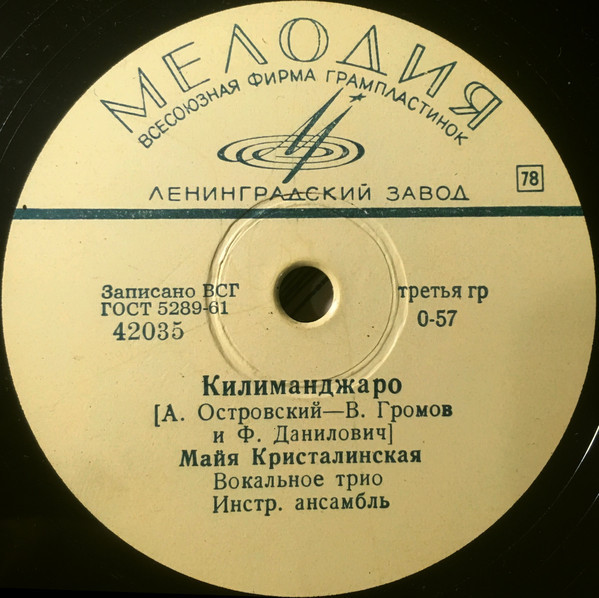 МЕЛОДИЯ
ВСЕСОЮЗНАЯ ФИРМА ГРАМПЛАСТИНОК
ЛЕНИНГРАДСКИЙ ЗАВОД
78
Записано ВСГ
ГОСТ 5289-61
42035
третья гр
0-57
Килиманджаро
[А. Островский—В. Громов
и Ф. Данилович]
Майя Кристалинская
Вокальное трио
Инстр. ансамбль